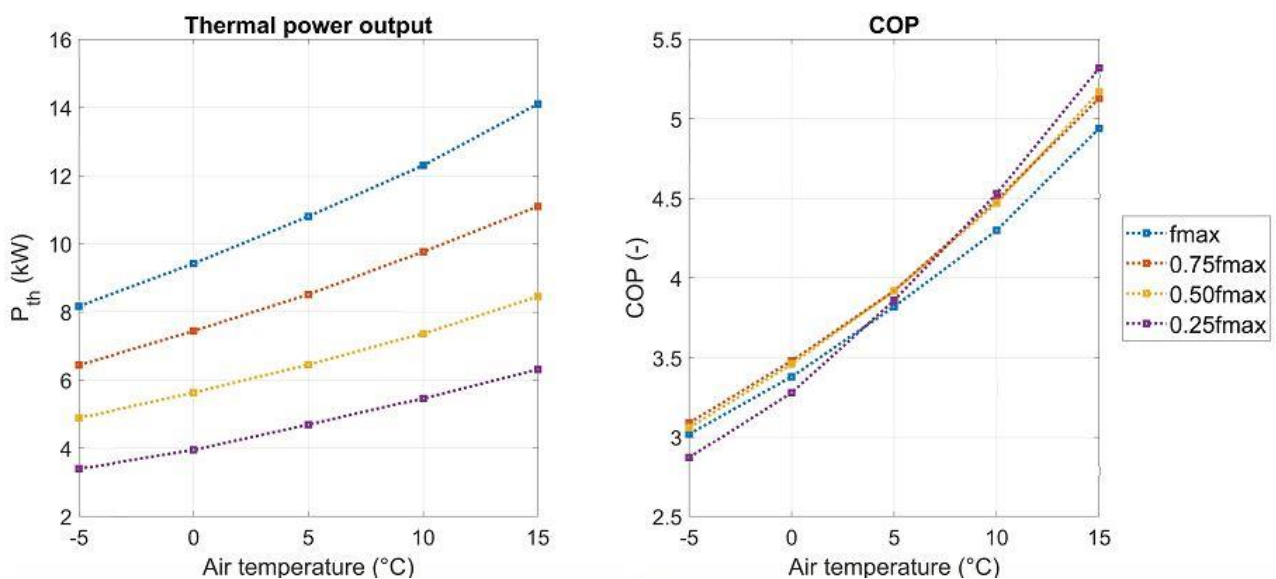 Thermal power output
16
14
12
10
8
6
4
2
P_th (kW)
-5 0 5 10 15
Air temperature (°C)
COP
5.5
5
4.5
4
3.5
3
2.5
COP (-)
-5 0 5 10 15
Air temperature (°C)
fmax
0.75fmax
0.50fmax
0.25fmax